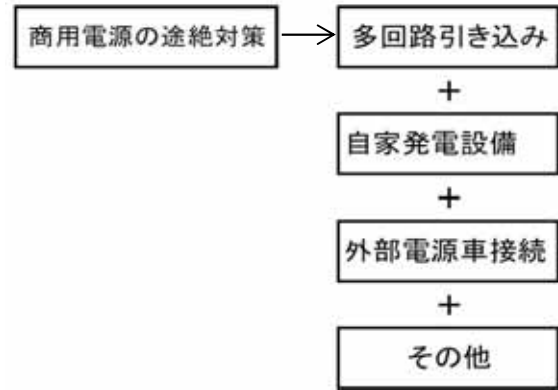 商用電源の途絶対策
多回路引き込み
+
自家発電設備
+
外部電源車接続
+
その他